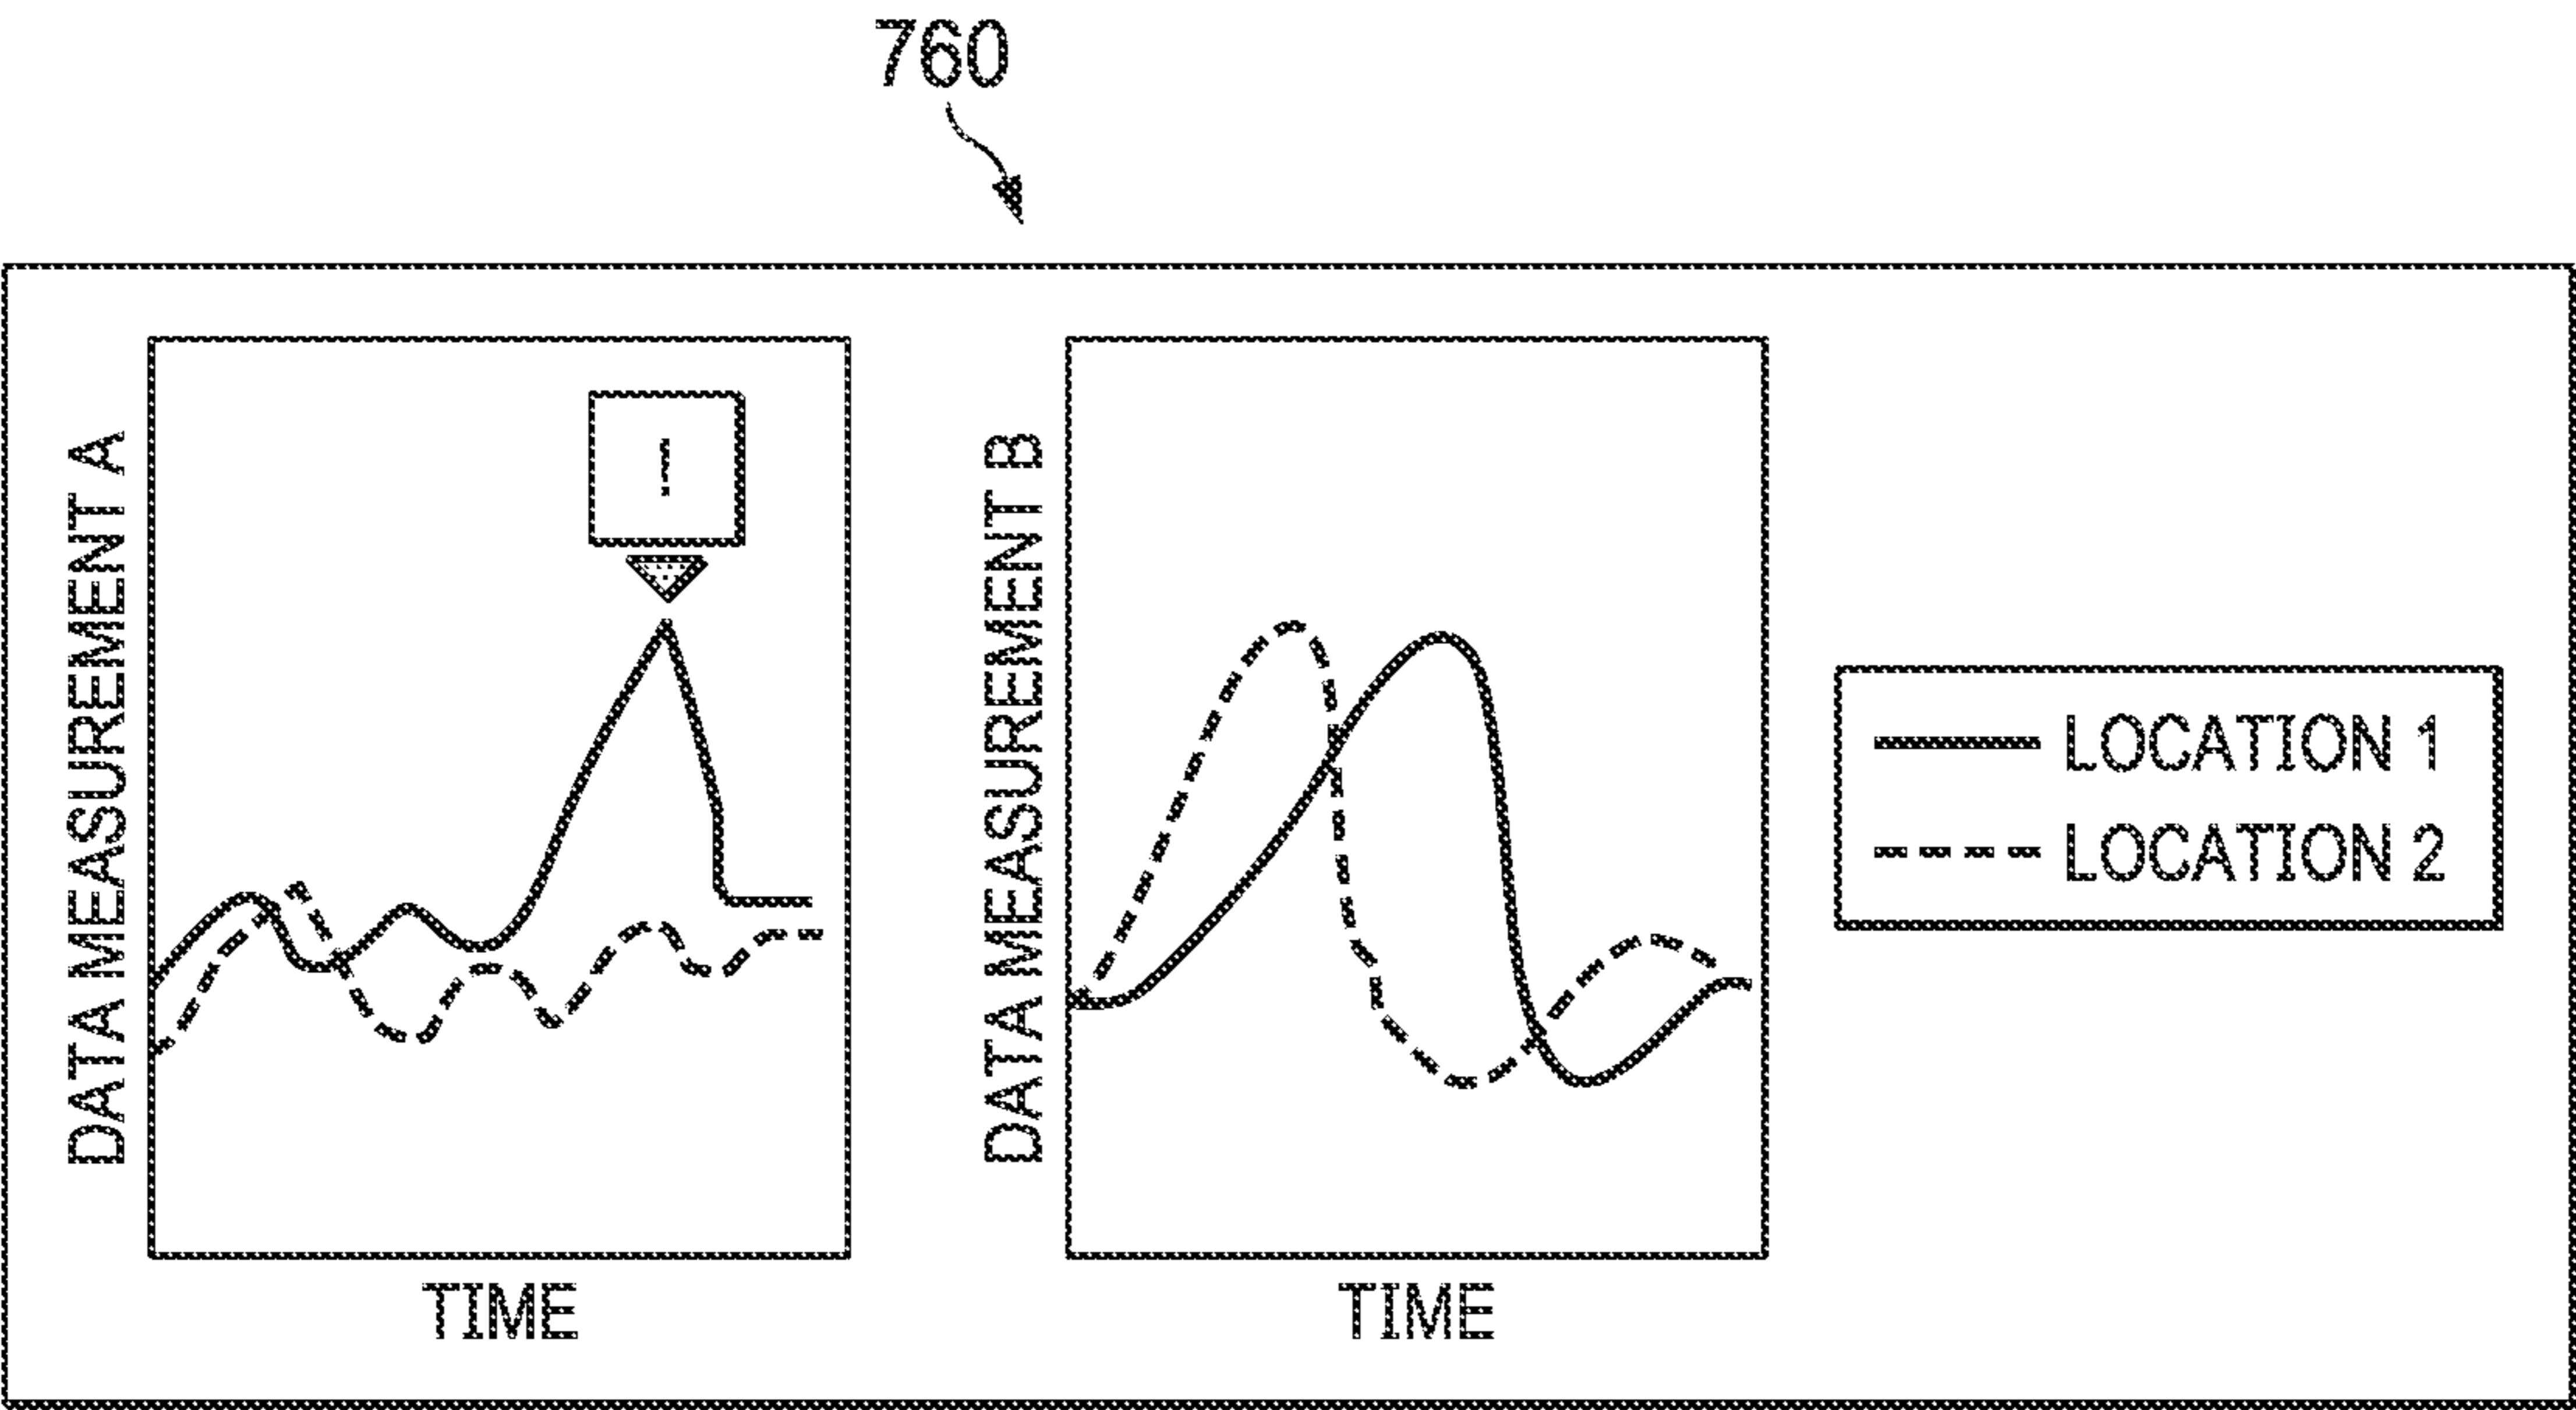 760
DATA MEASUREMENT A
!
TIME
DATA MEASUREMENT B
TIME
LOCATION 1
LOCATION 2